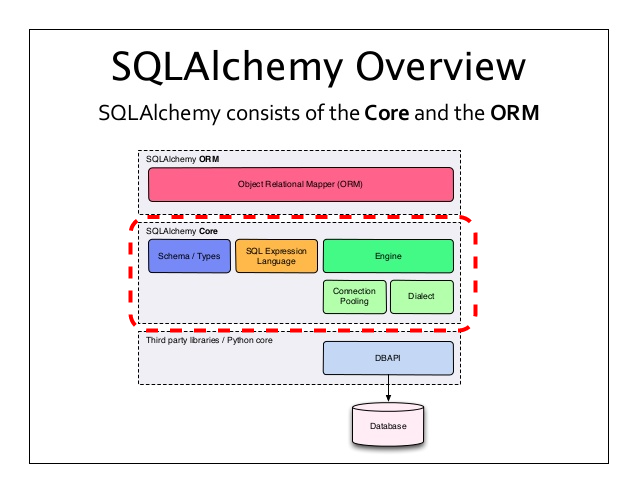 SQLAlchemy Overview
SQLAlchemy consists of the Core and the ORM
SQLAlchemy ORM
Object Relational Mapper (ORM)
SQLAlchemy Core
Schema / Types
SQL Expression
Language
Engine
Connection
Pooling
Dialect
Third party libraries / Python core
DBAPI
Database